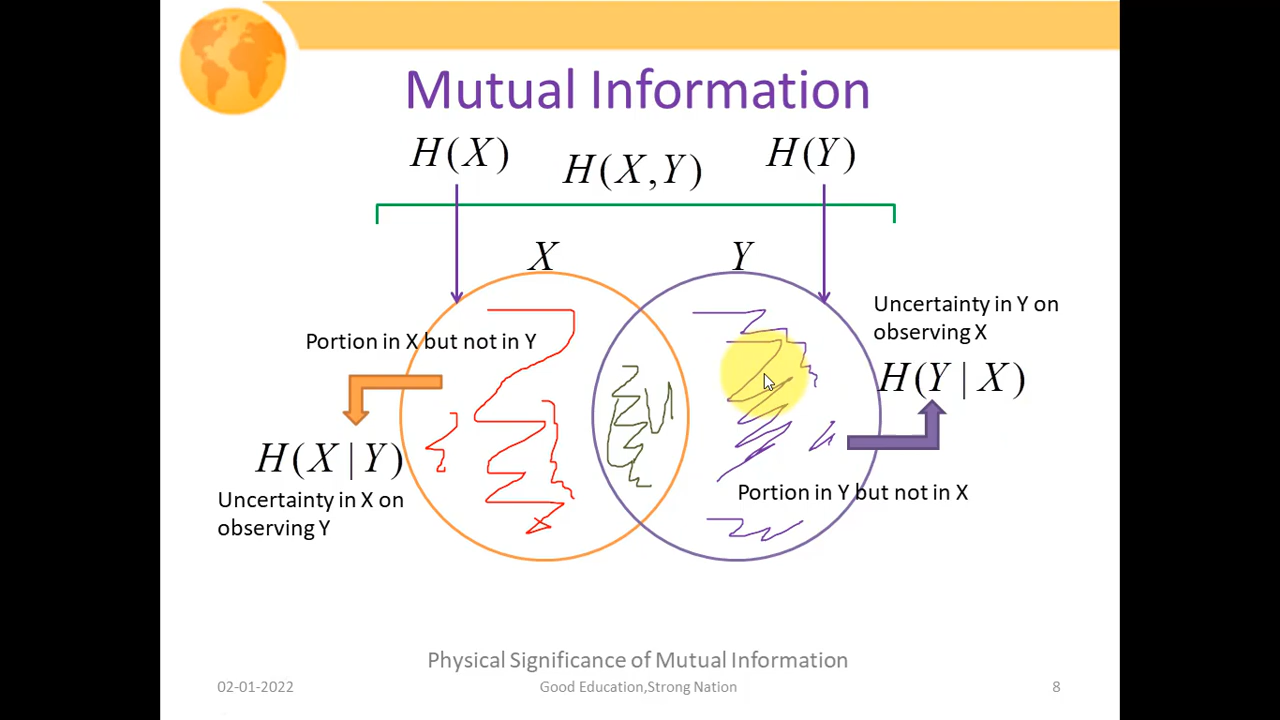 Mutual Information
H(X)
H(X,Y)
H(Y)
X
Y
Portion in X but not in Y
Uncertainty in Y on
observing X
H(Y | X)
H(X | Y)
Uncertainty in X on
observing Y
Portion in Y but not in X
Physical Significance of Mutual Information
02-01-2022
Good Education,Strong Nation
8